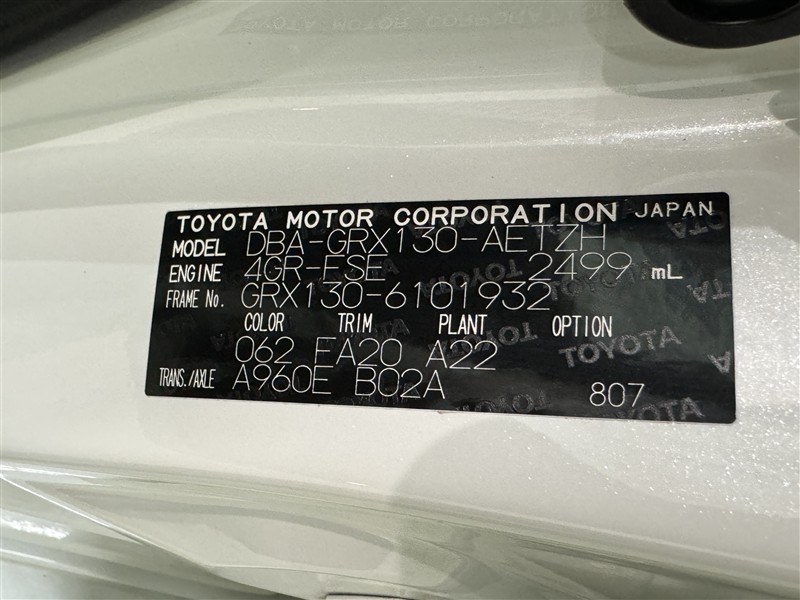 TOYOTA MOTOR CORPORATION JAPAN
MODEL DBA-GRX130-AETZH
ENGINE 4GR-FSE 2499 mL
FRAME No. GRX130-6101932
COLOR TRIM PLANT OPTION
062 FA20 A22
TRANS./AXLE A960E B02A 807